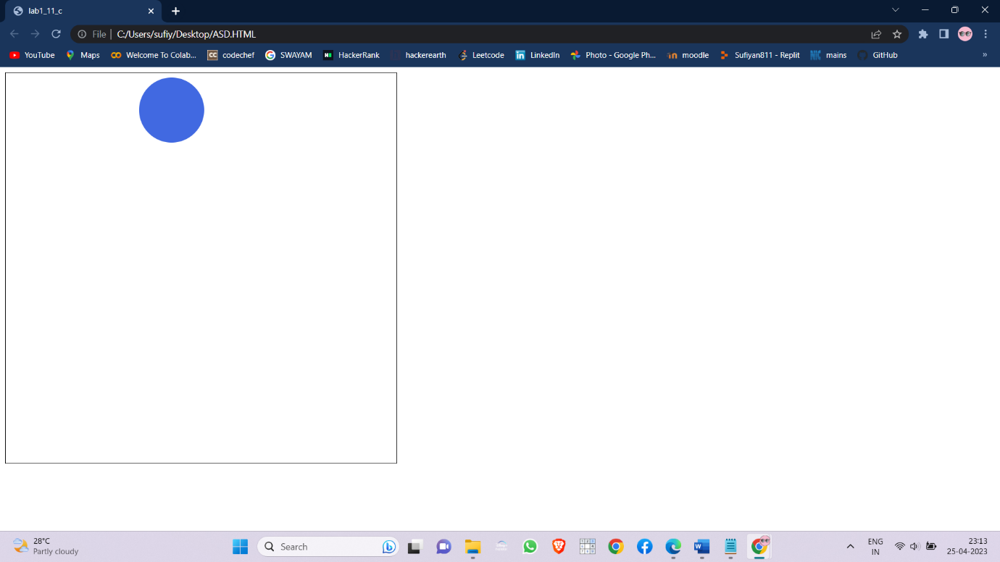 lab1_11_c
File | C:/Users/sufiy/Desktop/ASD.HTML
YouTube Maps Welcome To Colab... codechef SWAYAM HackerRank hackerearth Leetcode LinkedIn Photo - Google Ph... moodle Sufiyan811 - Replit mains GitHub »
28°C
Partly cloudy
Search
ENG
IN
23:13
25-04-2023